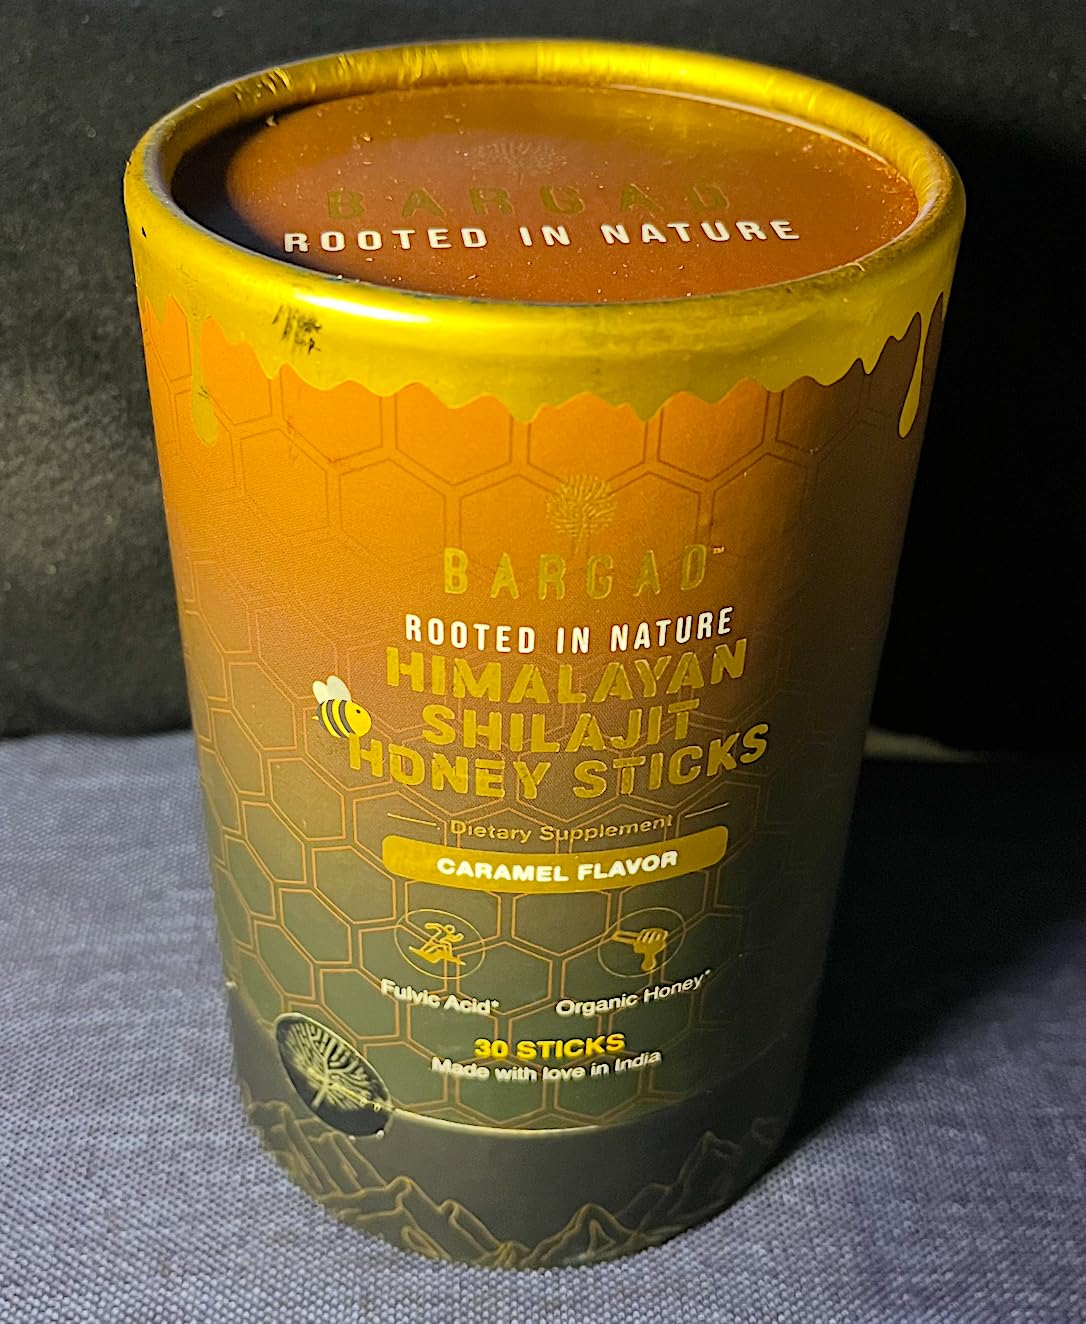 BARGAD
ROOTED IN NATURE
BARGAD™
ROOTED IN NATURE
HIMALAYAN
SHILAJIT
HONEY STICKS
Dietary Supplement
CARAMEL FLAVOR
Fulvic Acid* Organic Honey*
30 STICKS
Made with love in India